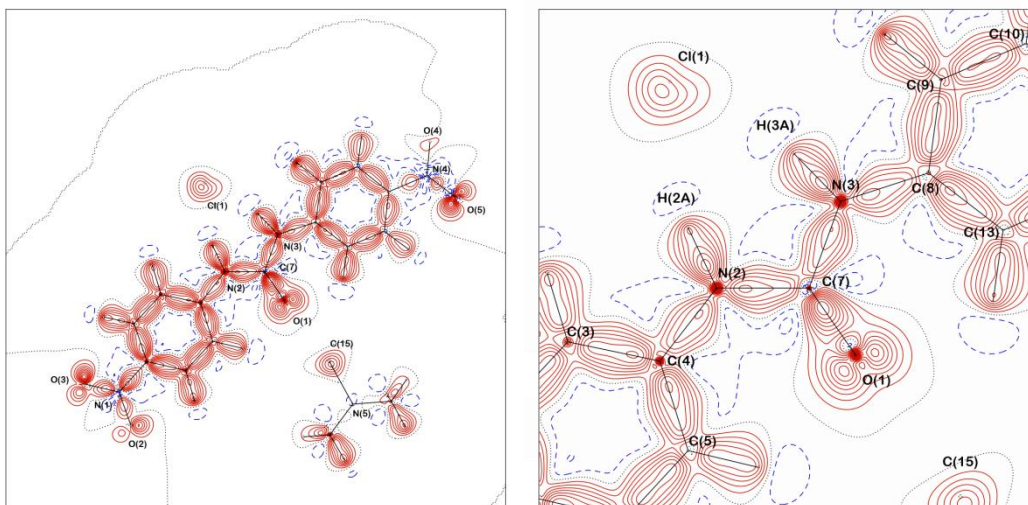 O(4)
N(4)
Cl(1)
O(5)
N(3)
C(7)
N(2)
O(1)
C(15)
O(3)
N(1)
N(5)
O(2)
C(10)
Cl(1)
C(9)
H(3A)
N(3)
C(8)
H(2A)
C(13)
N(2)
C(7)
C(3)
C(4)
O(1)
C(5)
C(15)